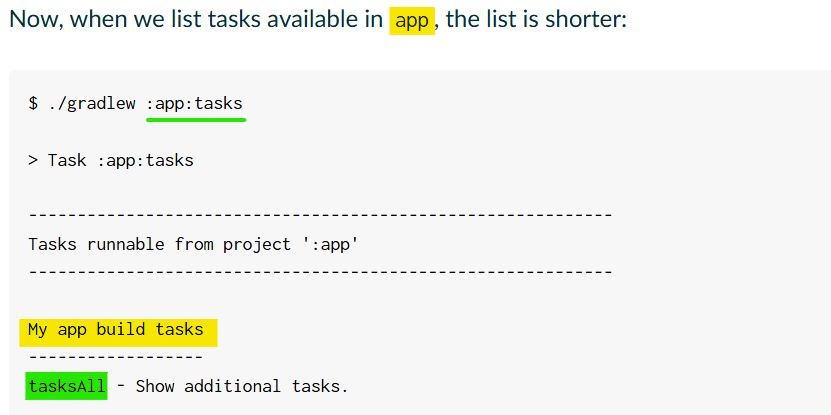 Now, when we list tasks available in app, the list is shorter:
$ ./gradlew :app:tasks
> Task :app:tasks
------------------------------------------------------------
Tasks runnable from project ':app'
------------------------------------------------------------
My app build tasks
------------------
tasksAll - Show additional tasks.